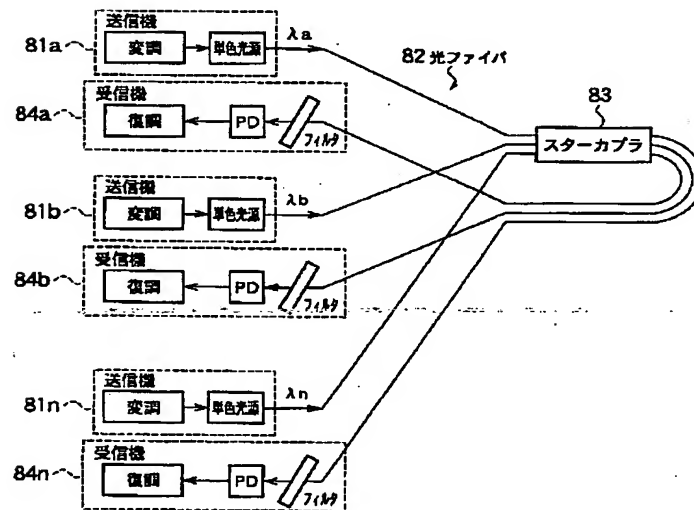 送信機
81a
変調
単色光源
λa
82 光ファイバ
受信機
84a
復調
PD
フィルタ
83
スターカプラ
送信機
81b
変調
単色光源
λb
受信機
84b
復調
PD
フィルタ
送信機
81n
変調
単色光源
λn
受信機
84n
復調
PD
フィルタ